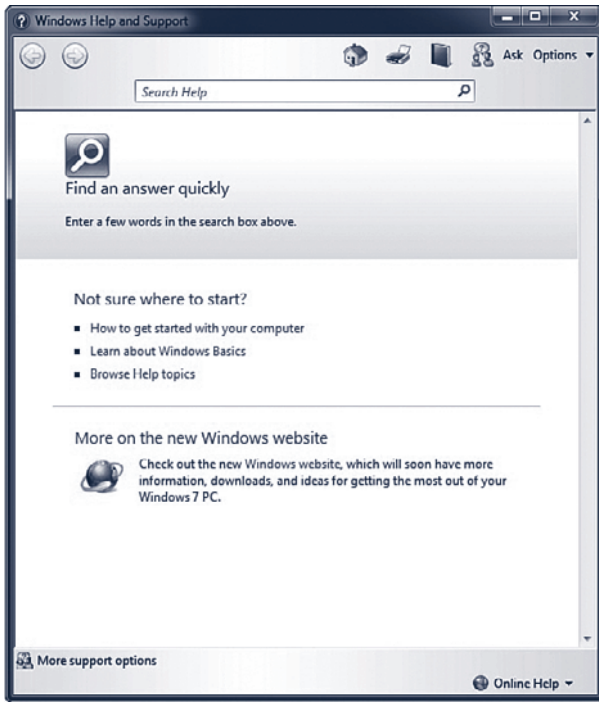 Windows Help and Support
Ask Options
Search Help
Find an answer quickly
Enter a few words in the search box above.
Not sure where to start?
How to get started with your computer
Learn about Windows Basics
Browse Help topics
More on the new Windows website
Check out the new Windows website, which will soon have more
information, downloads, and ideas for getting the most out of your
Windows 7 PC.
More support options
Online Help